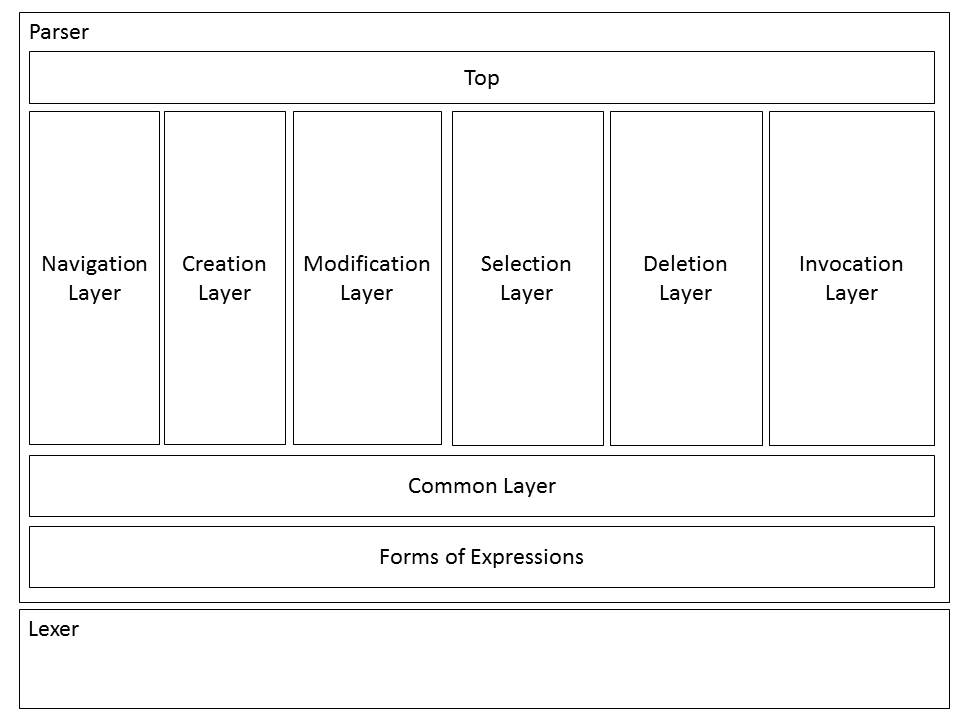 Parser
Top
Navigation
Layer
Creation
Layer
Modification
Layer
Selection
Layer
Deletion
Layer
Invocation
Layer
Common Layer
Forms of Expressions
Lexer